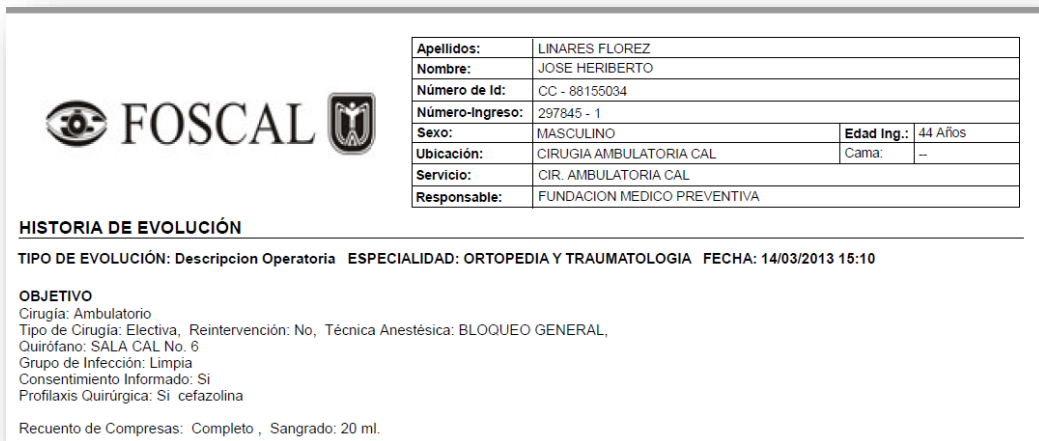 FOSCAL
Apellidos: LINARES FLOREZ
Nombre: JOSE HERIBERTO
Número de Id: CC - 88155034
Número-Ingreso: 297845 - 1
Sexo: MASCULINO Edad Ing.: 44 Años
Ubicación: CIRUGIA AMBULATORIA CAL Cama: --
Servicio: CIR. AMBULATORIA CAL
Responsable: FUNDACION MEDICO PREVENTIVA
HISTORIA DE EVOLUCIÓN
TIPO DE EVOLUCIÓN: Descripcion Operatoria ESPECIALIDAD: ORTOPEDIA Y TRAUMATOLOGIA FECHA: 14/03/2013 15:10
OBJETIVO
Cirugía: Ambulatorio
Tipo de Cirugía: Electiva, Reintervención: No, Técnica Anestésica: BLOQUEO GENERAL,
Quirófano: SALA CAL No. 6
Grupo de Infección: Limpia
Consentimiento Informado: Si
Profilaxis Quirúrgica: Si cefazolina
Recuento de Compresas: Completo , Sangrado: 20 ml.